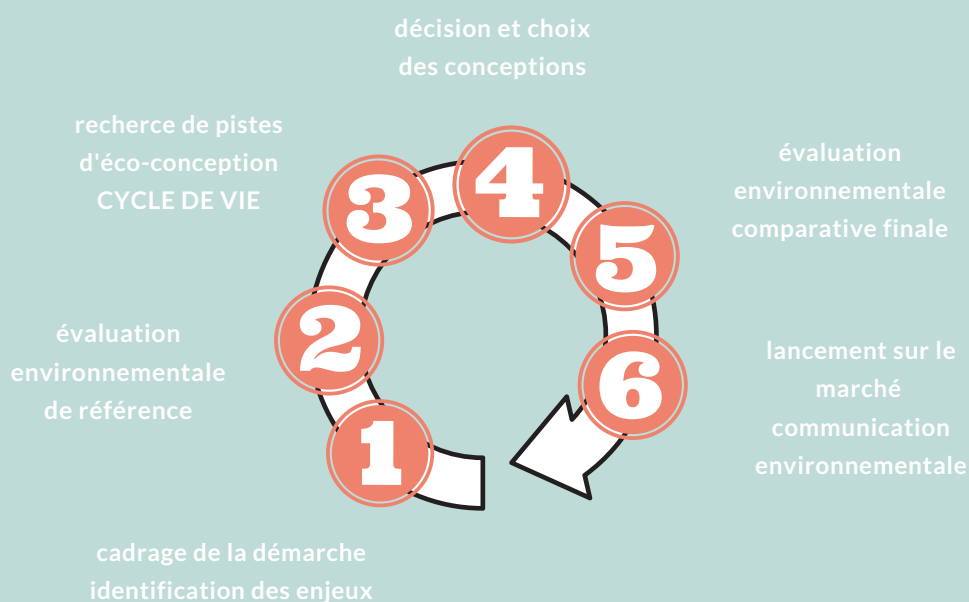 décision et choix
des conceptions
recherce de pistes
d'éco-conception
CYCLE DE VIE
évaluation
environnementale
comparative finale
évaluation
environnementale
de référence
lancement sur le
marché
communication
environnementale
cadrage de la démarche
identification des enjeux
1
2
3
4
5
6